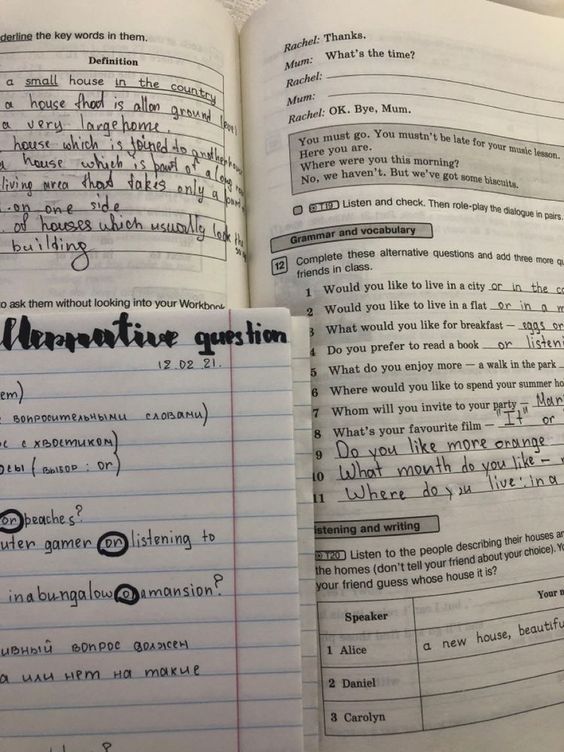 derline the key words in them.
Definition
a small house in the country
a house that is all on ground level
a very large home
house which is joined to another house
a house which is part of a long
living area that takes only a part
on one side
of houses which usually look the
building
o ask them without looking into your Workbook
Alternative question
12.02.21.
ем)
с вопросительными словами)
с с хвостиком)
осы (выбор: or)
or peaches?
uter gamer or listening to
in a bungalow o a mansion?
ивный вопрос должен
а или нет на такие
?
Rachel: Thanks.
Mum: What's the time?
Rachel:
Mum:
Rachel: OK. Bye, Mum.
You must go. You mustn't be late for your music lesson.
Here you are.
Where were you this morning?
No, we haven't. But we've got some biscuits.
T19 Listen and check. Then role-play the dialogue in pairs.
Grammar and vocabulary
12 Complete these alternative questions and add three more qu
friends in class.
1 Would you like to live in a city or in the co
2 Would you like to live in a flat or in a m
3 What would you like for breakfast – eggs or
4 Do you prefer to read a book or listeni
5 What do you enjoy more – a walk in the park
6 Where would you like to spend your summer ho
7 Whom will you invite to your party – Mari
8 What's your favourite film – "It" or
9 Do you like more orange
10 What month do you like –
11 Where do you live: in a
istening and writing
T20 Listen to the people describing their houses a
the homes (don't tell your friend about your choice). Yo
your friend guess whose house it is?
Speaker
Your n
1 Alice
a new house, beautifu
2 Daniel
3 Carolyn